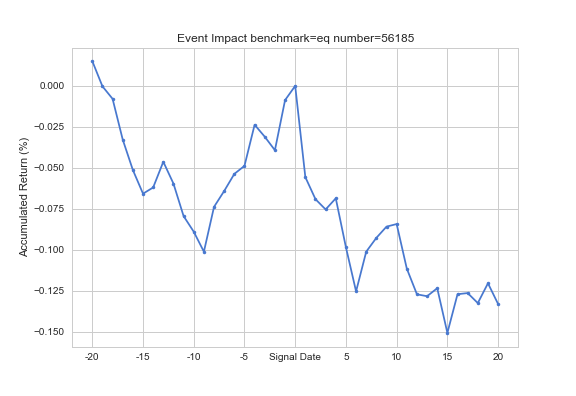 Event Impact benchmark=eq number=56185
Accumulated Return (%)
0.000
−0.025
−0.050
−0.075
−0.100
−0.125
−0.150
-20 -15 -10 -5 Signal Date 5 10 15 20